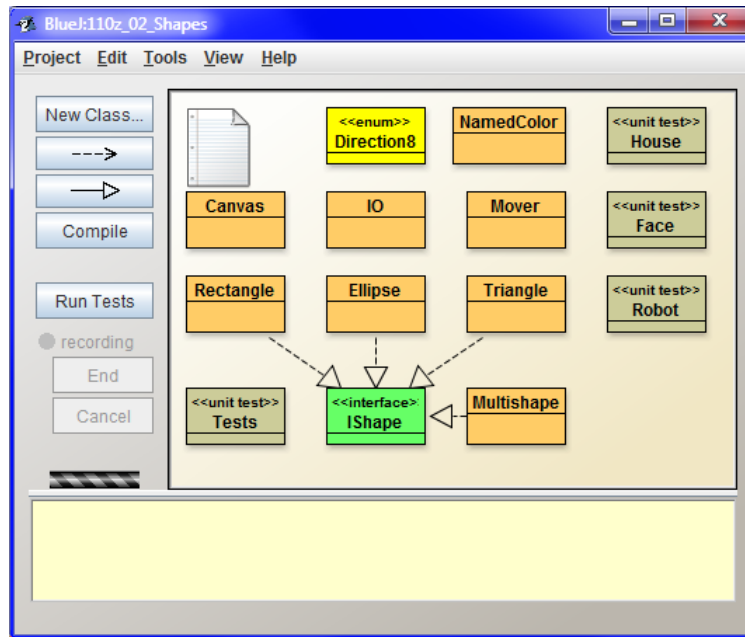 BlueJ:110z_02_Shapes
Project Edit Tools View Help
New Class...
Compile
Run Tests
recording
End
Cancel
<<enum>>
Direction8
NamedColor
<<unit test>>
House
Canvas
IO
Mover
<<unit test>>
Face
Rectangle
Ellipse
Triangle
<<unit test>>
Robot
<<unit test>>
Tests
<<interface>
IShape
Multishape